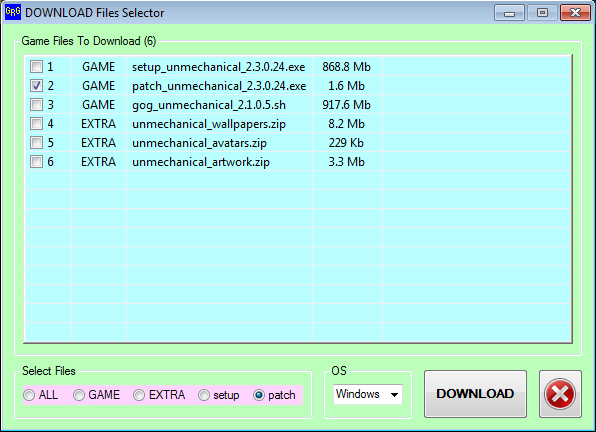 GRG DOWNLOAD Files Selector
Game Files To Download (6)
1 GAME setup_unmechanical_2.3.0.24.exe 868.8 Mb
2 GAME patch_unmechanical_2.3.0.24.exe 1.6 Mb
3 GAME gog_unmechanical_2.1.0.5.sh 917.6 Mb
4 EXTRA unmechanical_wallpapers.zip 8.2 Mb
5 EXTRA unmechanical_avatars.zip 229 Kb
6 EXTRA unmechanical_artwork.zip 3.3 Mb
Select Files OS
ALL GAME EXTRA setup patch Windows DOWNLOAD